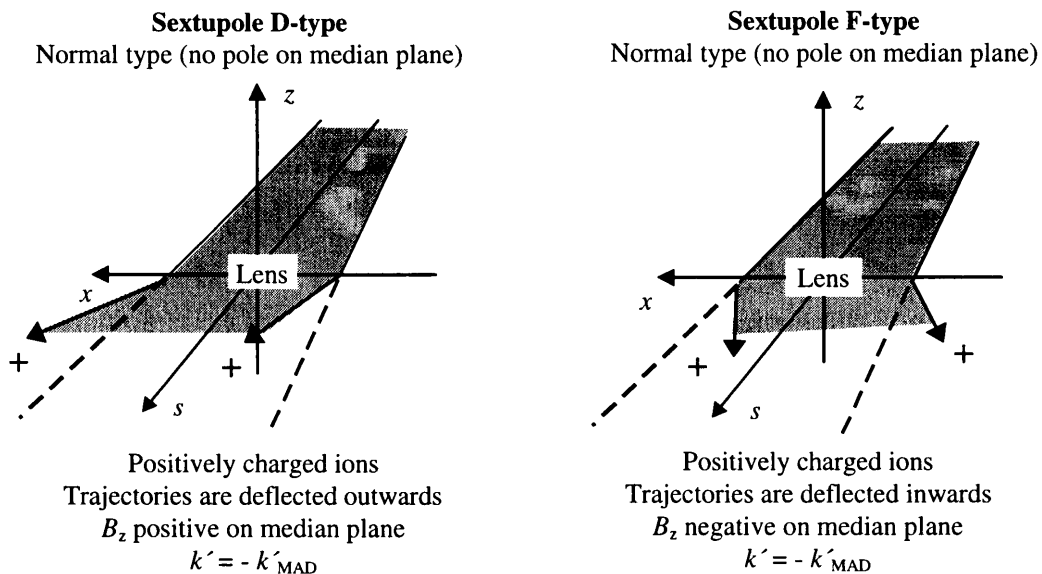 Sextupole D-type
Normal type (no pole on median plane)
z
Lens
x
+
+
s
Positively charged ions
Trajectories are deflected outwards
B_z positive on median plane
k´ = - k´_MAD
Sextupole F-type
Normal type (no pole on median plane)
z
Lens
x
+
+
s
Positively charged ions
Trajectories are deflected inwards
B_z negative on median plane
k´ = - k´_MAD